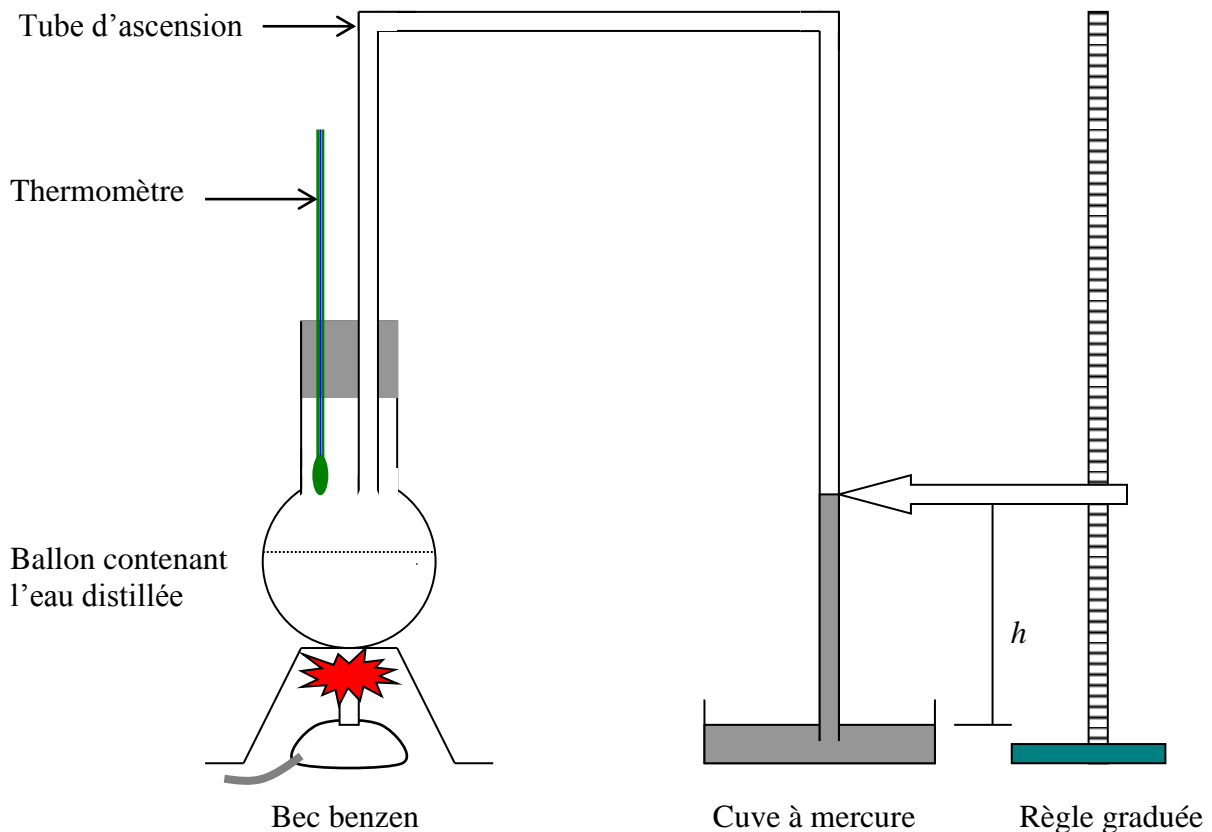 Tube d’ascension
Thermomètre
Ballon contenant
l’eau distillée
h
Bec benzen
Cuve à mercure
Règle graduée